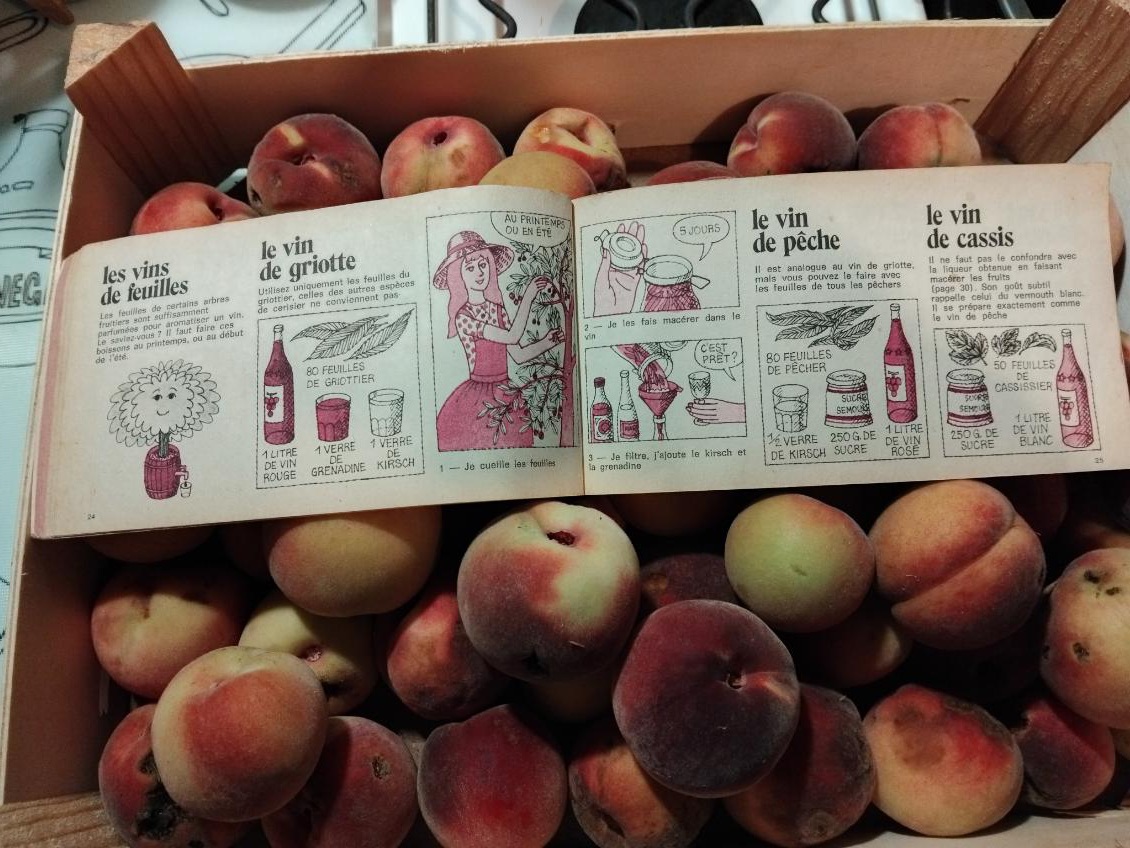 les vins
de feuilles
Les feuilles de certains arbres
fruitiers sont suffisamment
parfumées pour aromatiser un vin.
Le saviez-vous ? Il faut faire ces
boissons au printemps, ou au début
de l'été.
24
le vin
de griotte
Utilisez uniquement les feuilles du
griottier, celles des autres espèces
de cerisier ne conviennent pas
80 FEUILLES
DE GRIOTTIER
1 LITRE
DE VIN
ROUGE
1 VERRE
DE
GRENADINE
1 VERRE
DE
KIRSCH
AU PRINTEMPS
OU EN ÉTÉ
1 — Je cueille les feuilles
5 JOURS
2 — Je les fais macérer dans le
vin
C'EST
PRÊT ?
3 — Je filtre, j'ajoute le kirsch et
la grenadine
le vin
de pêche
Il est analogue au vin de griotte,
mais vous pouvez le faire avec
les feuilles de tous les pêchers
80 FEUILLES
DE PÊCHER
SUCRE
SEMOULE
1/2 VERRE
DE KIRSCH
250 G. DE
SUCRE
1 LITRE
DE VIN
ROSÉ
le vin
de cassis
Il ne faut pas le confondre avec
la liqueur obtenue en faisant
macérer les fruits
(page 30). Son goût subtil
rappelle celui du vermouth blanc.
Il se prépare exactement comme
le vin de pêche
50 FEUILLES
DE
CASSISSIER
SUCRE
SEMOULE
250 G. DE
SUCRE
1 LITRE
DE VIN
BLANC
25